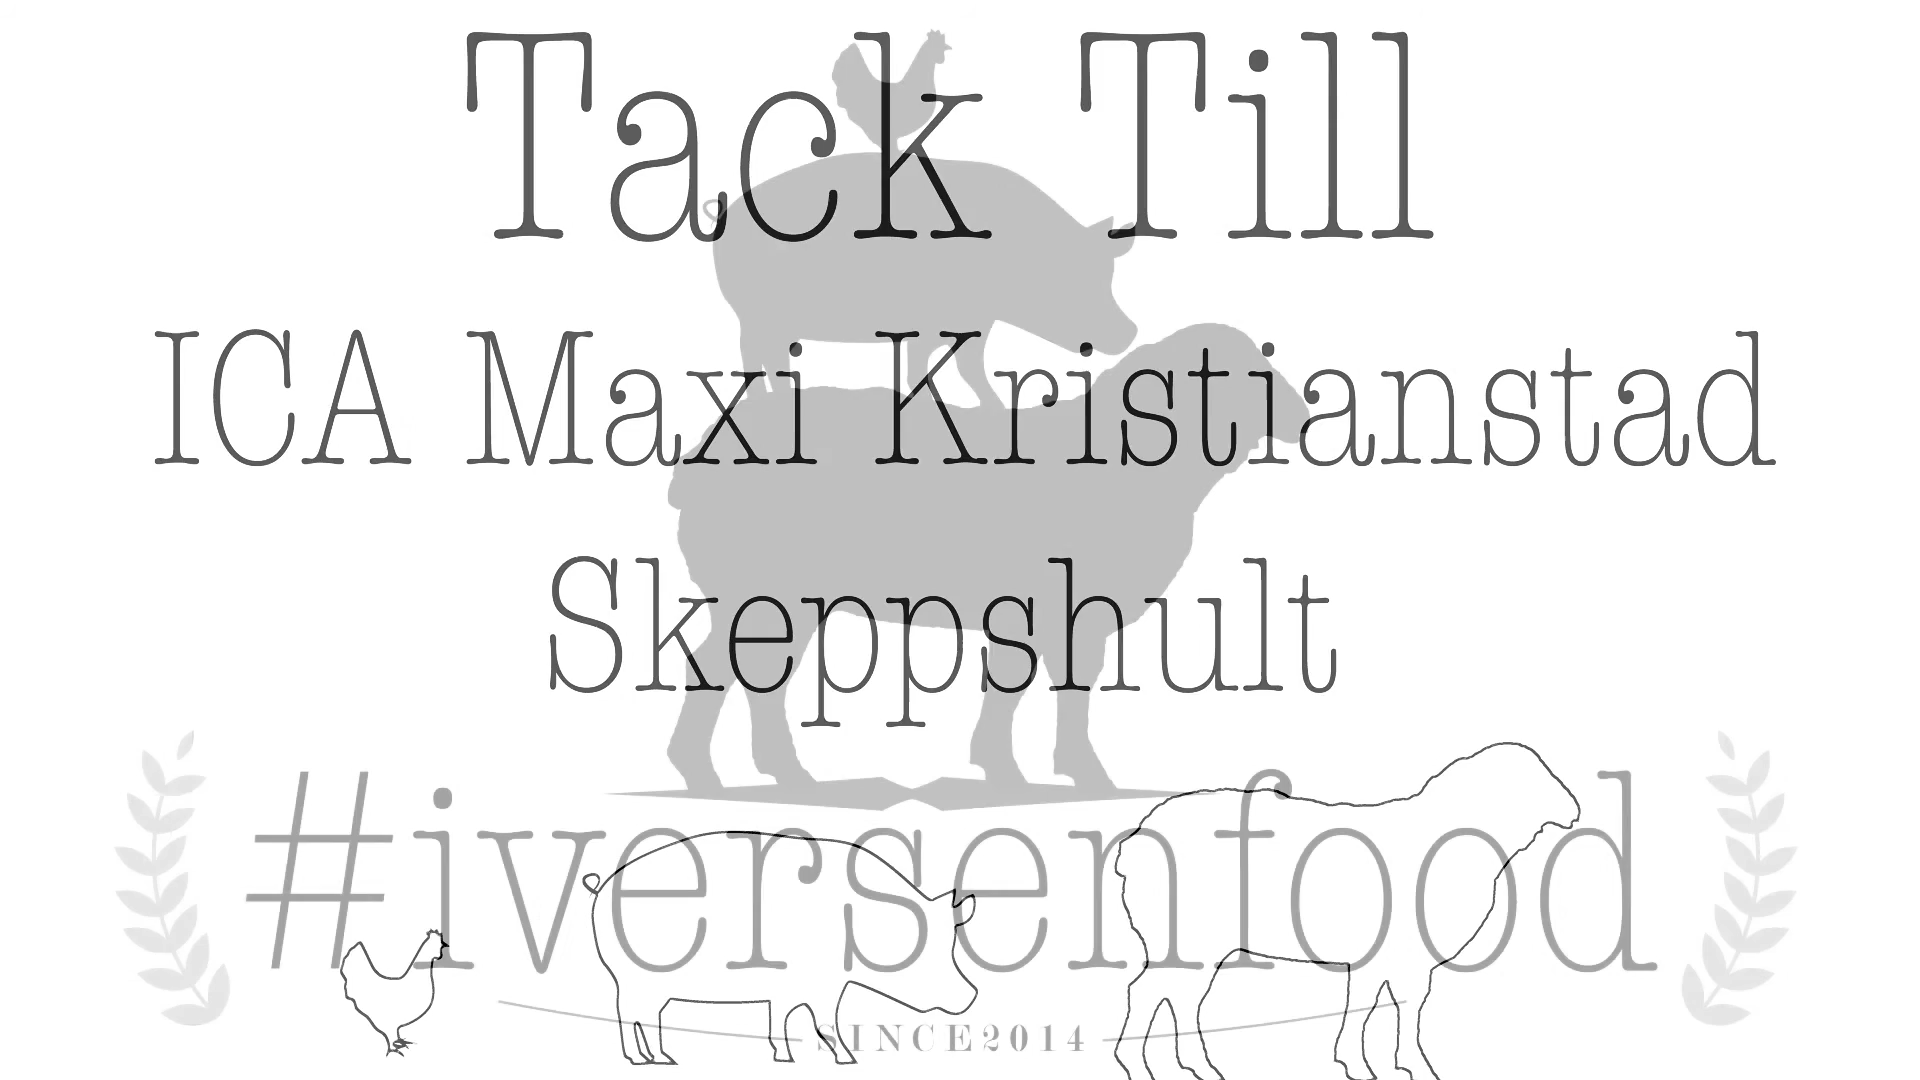 Tack Till
ICA Maxi Kristianstad
Skeppshult
#iversenfood
SINCE2014